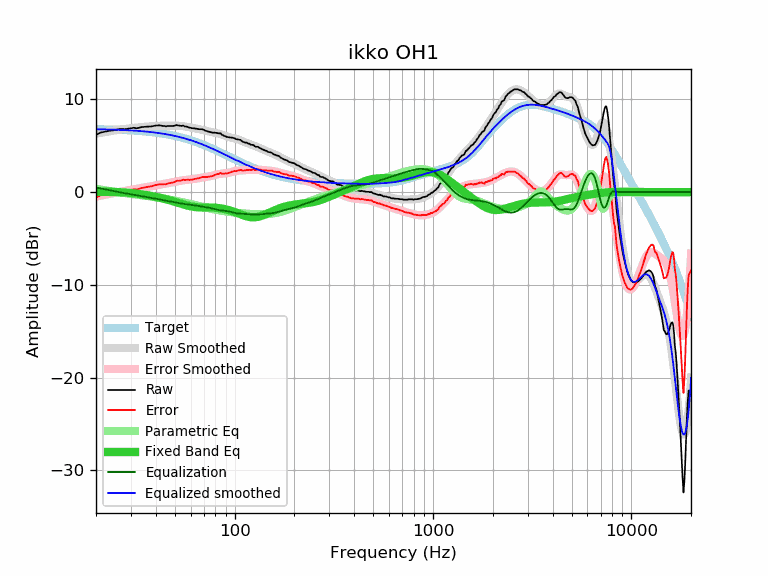 ikko OH1
10
0
−10
−20
−30
Amplitude (dBr)
Target
Raw Smoothed
Error Smoothed
Raw
Error
Parametric Eq
Fixed Band Eq
Equalization
Equalized smoothed
100
1000
10000
Frequency (Hz)